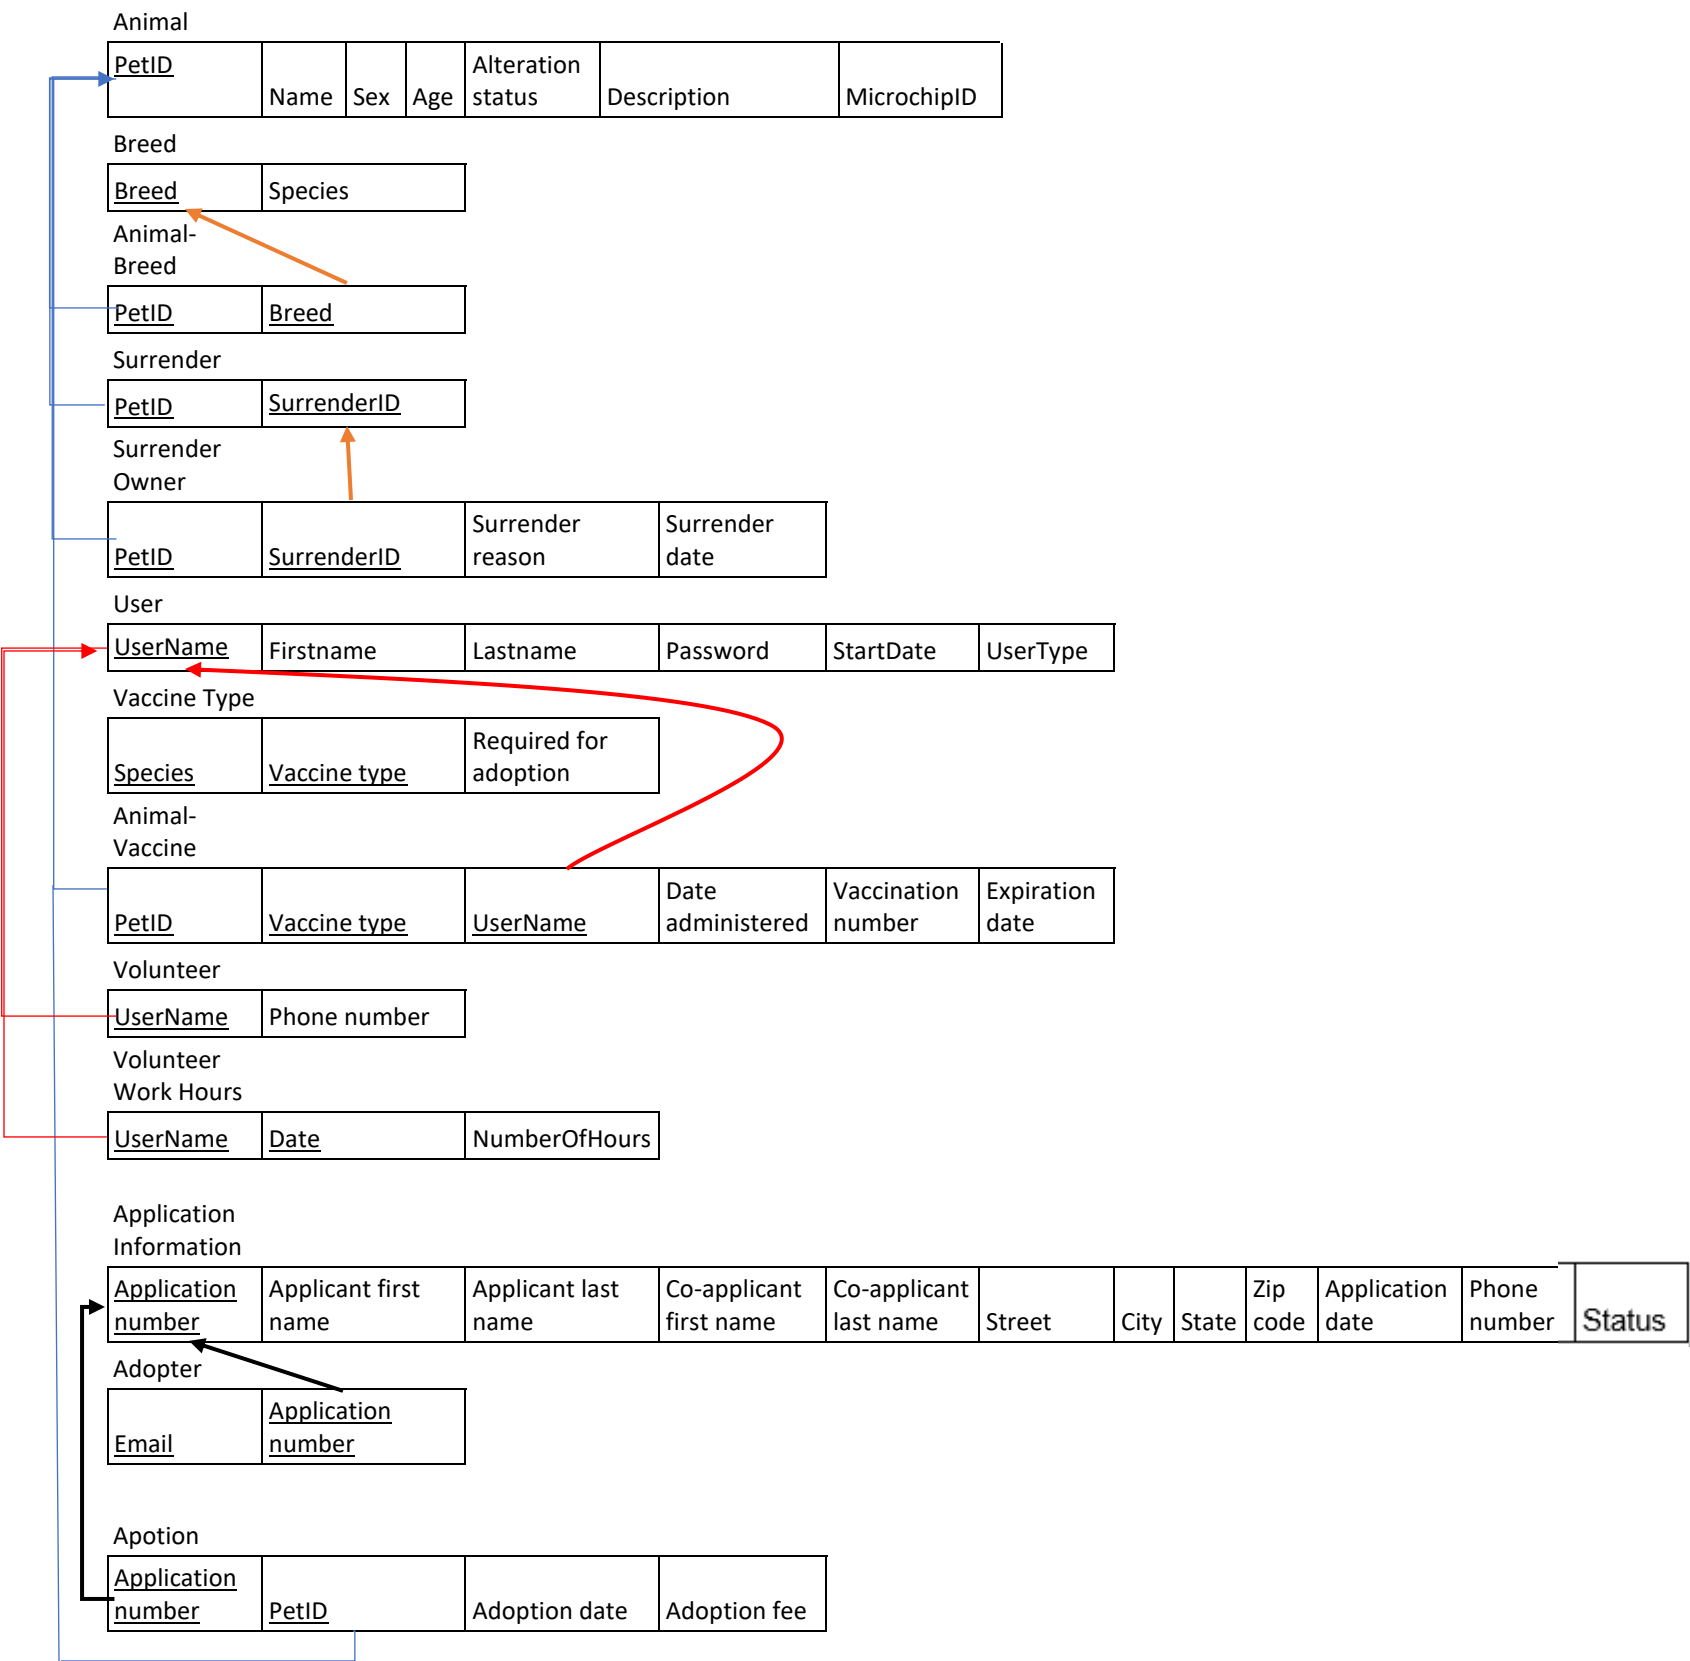 Animal
PetID Name Sex Age Alteration status Description MicrochipID
Breed
Breed Species
Animal-
Breed
PetID Breed
Surrender
PetID SurrenderID
Surrender
Owner
PetID SurrenderID Surrender reason Surrender date
User
UserName Firstname Lastname Password StartDate UserType
Vaccine Type
Species Vaccine type Required for adoption
Animal-
Vaccine
PetID Vaccine type UserName Date administered Vaccination number Expiration date
Volunteer
UserName Phone number
Volunteer
Work Hours
UserName Date NumberOfHours
Application
Information
Application number Applicant first name Applicant last name Co-applicant first name Co-applicant last name Street City State Zip code Application date Phone number Status
Adopter
Email Application number
Apotion
Application number PetID Adoption date Adoption fee